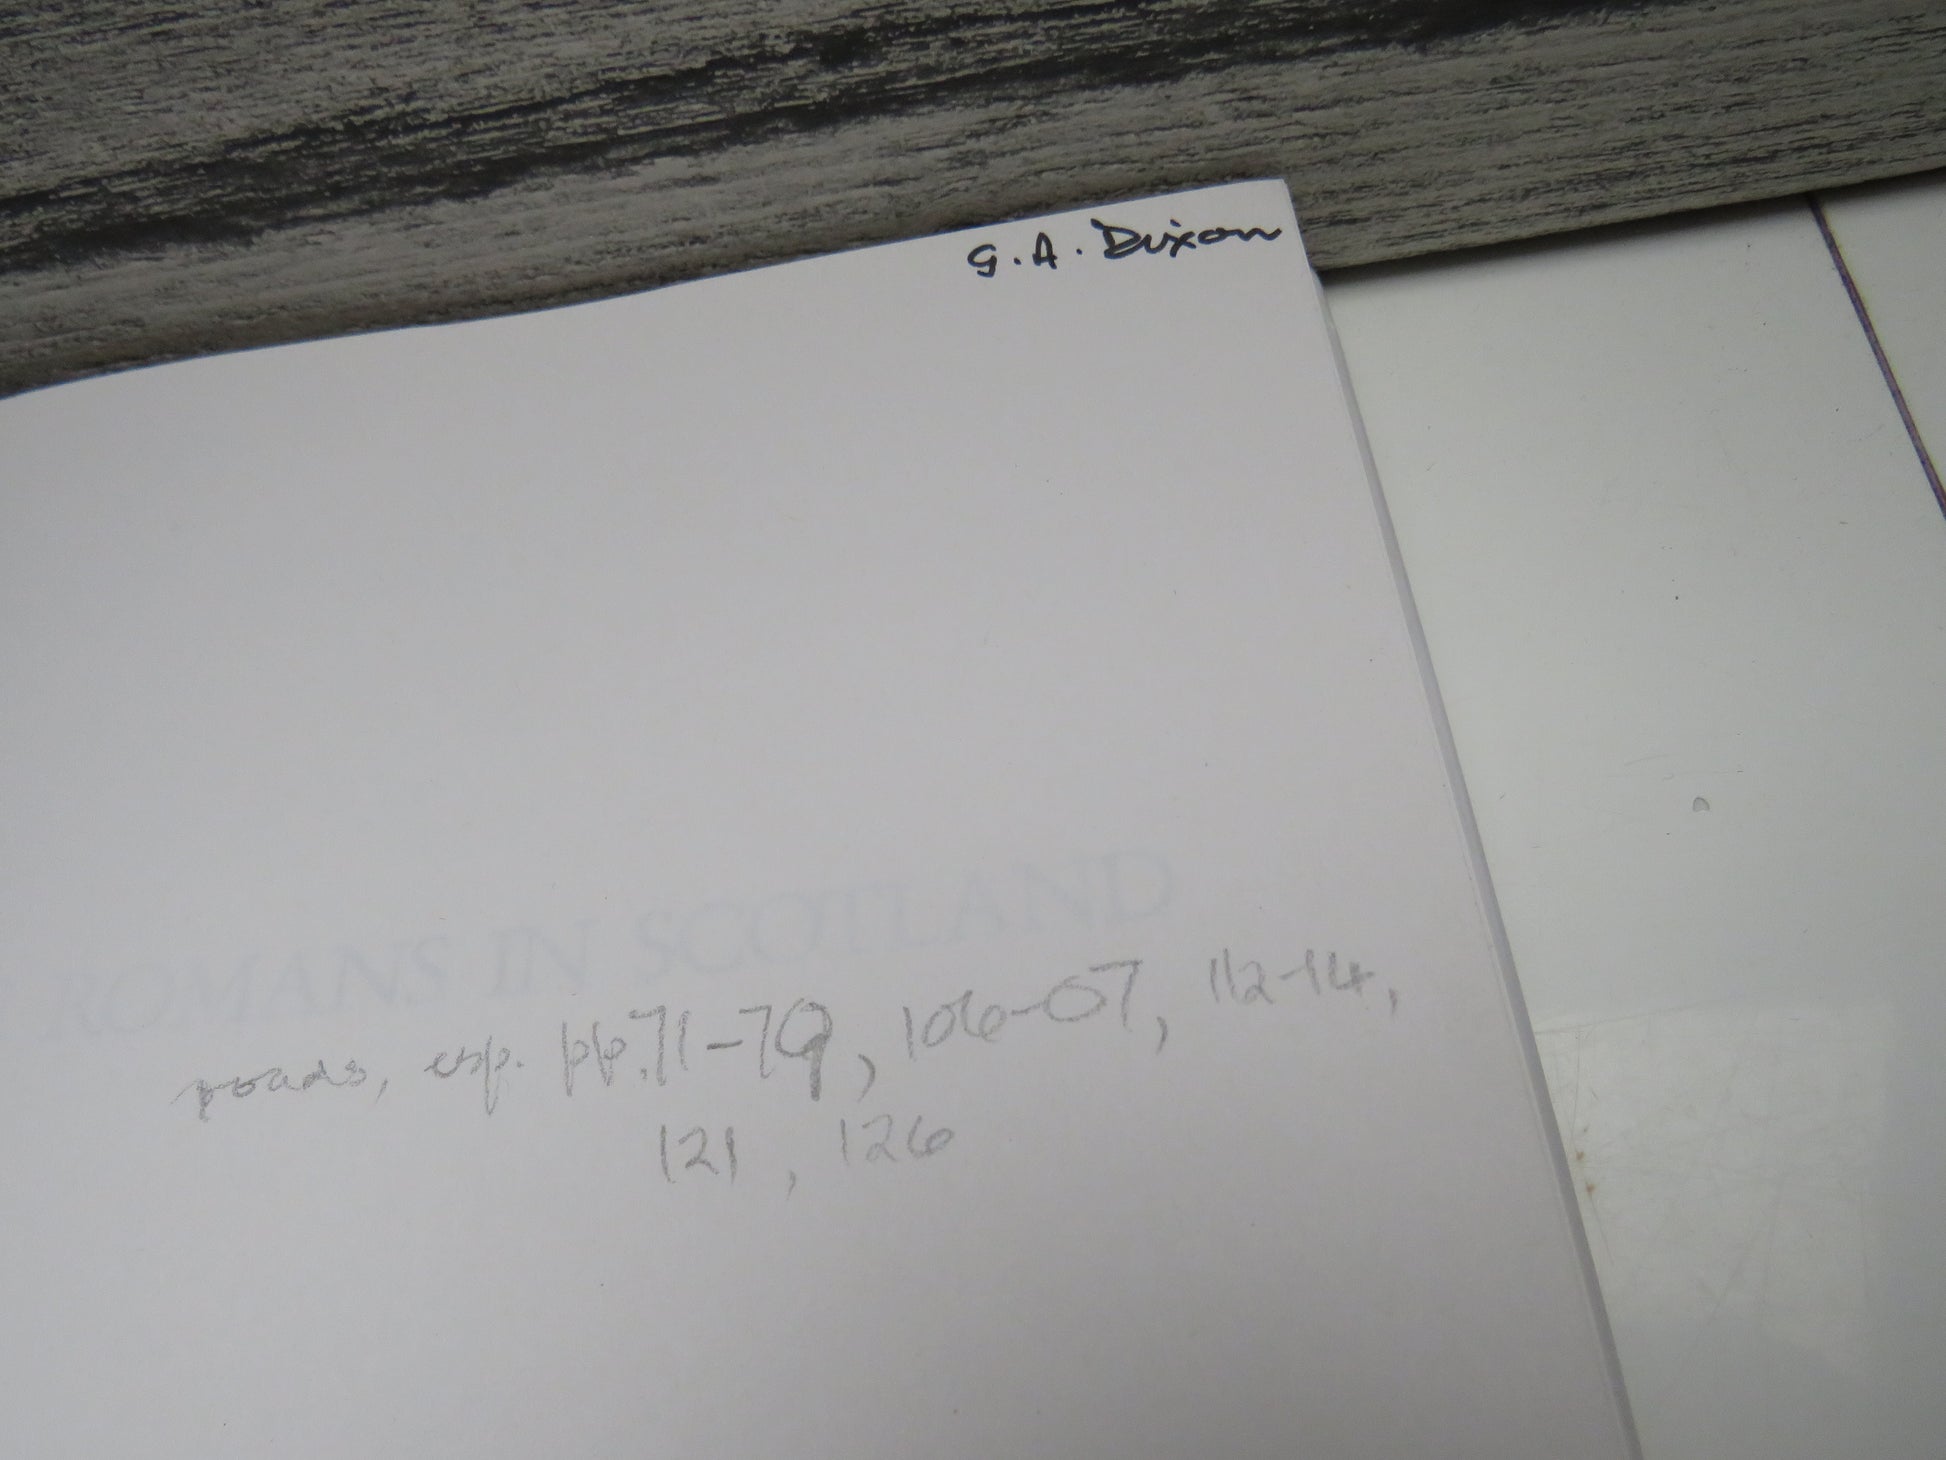 G. A. Dixon
ROMANS IN SCOTLAND
roads, esp. pp. 71-79, 106-07, 112-14,
121, 126